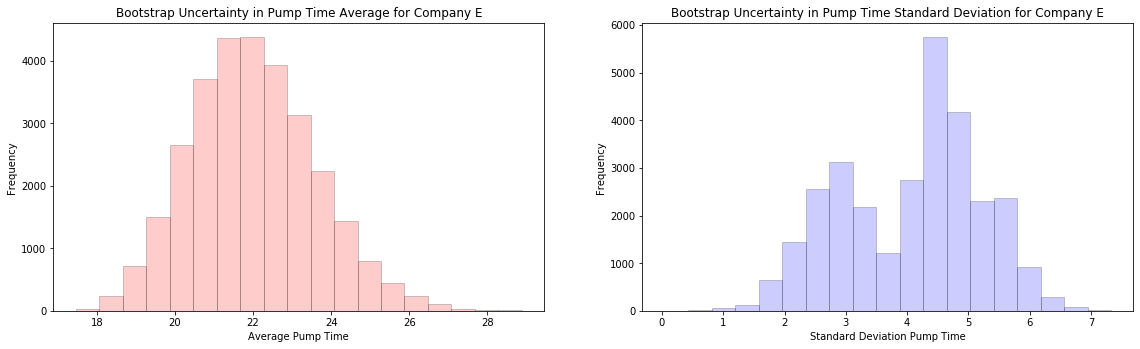 Bootstrap Uncertainty in Pump Time Average for Company E
4000
3000
2000
1000
0
Frequency
18 20 22 24 26 28
Average Pump Time
Bootstrap Uncertainty in Pump Time Standard Deviation for Company E
6000
5000
4000
3000
2000
1000
0
Frequency
0 1 2 3 4 5 6 7
Standard Deviation Pump Time